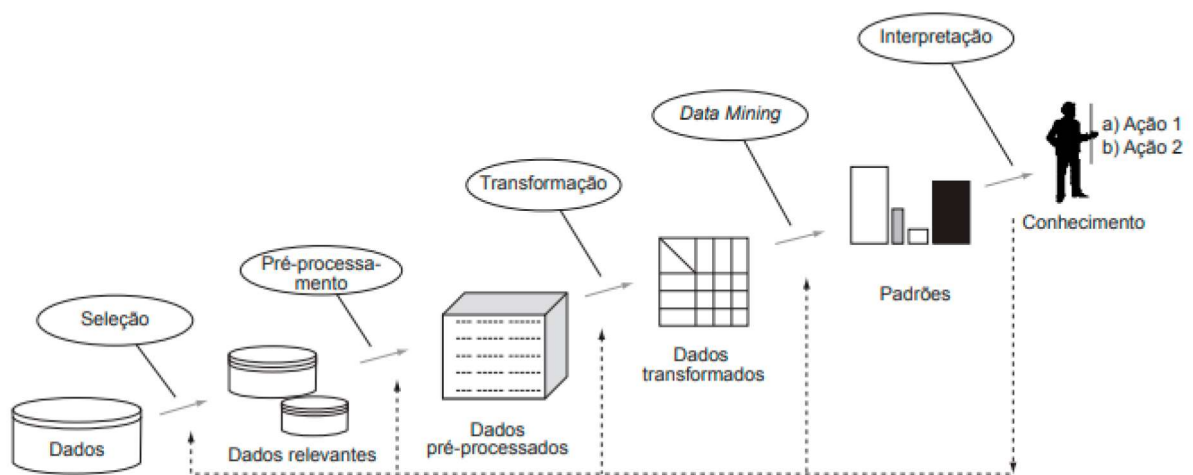 Interpretação
a) Ação 1
b) Ação 2
Conhecimento
Data Mining
Padrões
Transformação
Dados
transformados
Pré-processa-
mento
Dados
pré-processados
Seleção
Dados relevantes
Dados